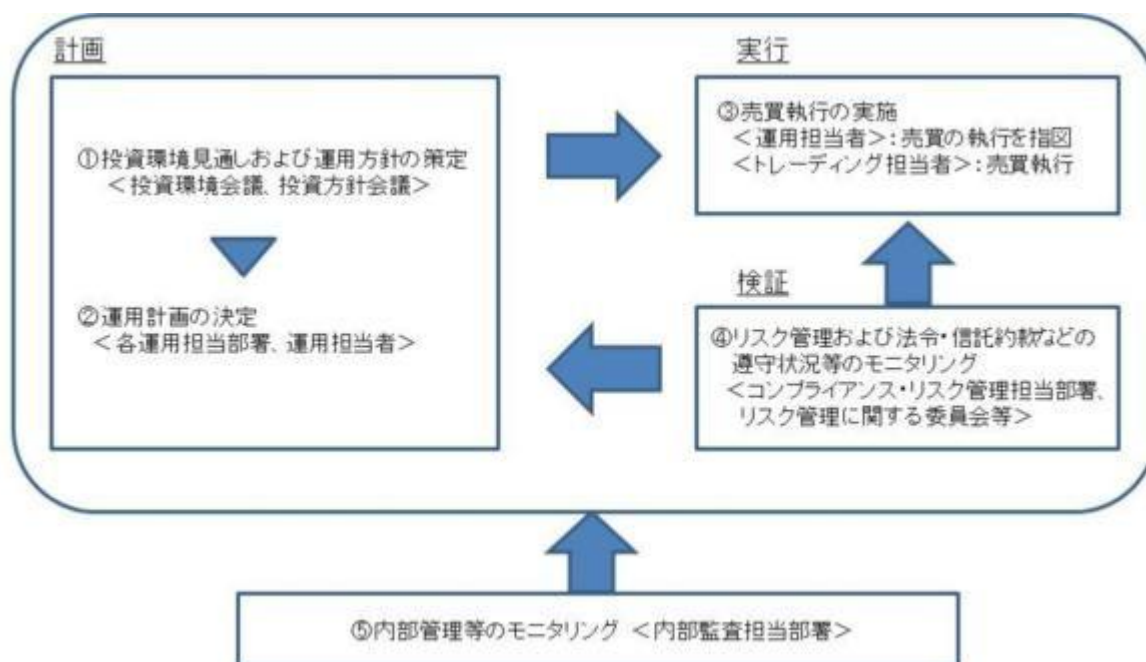 計画
①投資環境見通しおよび運用方針の策定
<投資環境会議、投資方針会議>
②運用計画の決定
<各運用担当部署、運用担当者>
実行
③売買執行の実施
<運用担当者>:売買の執行を指図
<トレーディング担当者>:売買執行
検証
④リスク管理および法令・信託約款などの
遵守状況等のモニタリング
<コンプライアンス・リスク管理担当部署、
リスク管理に関する委員会等>
⑤内部管理等のモニタリング <内部監査担当部署>